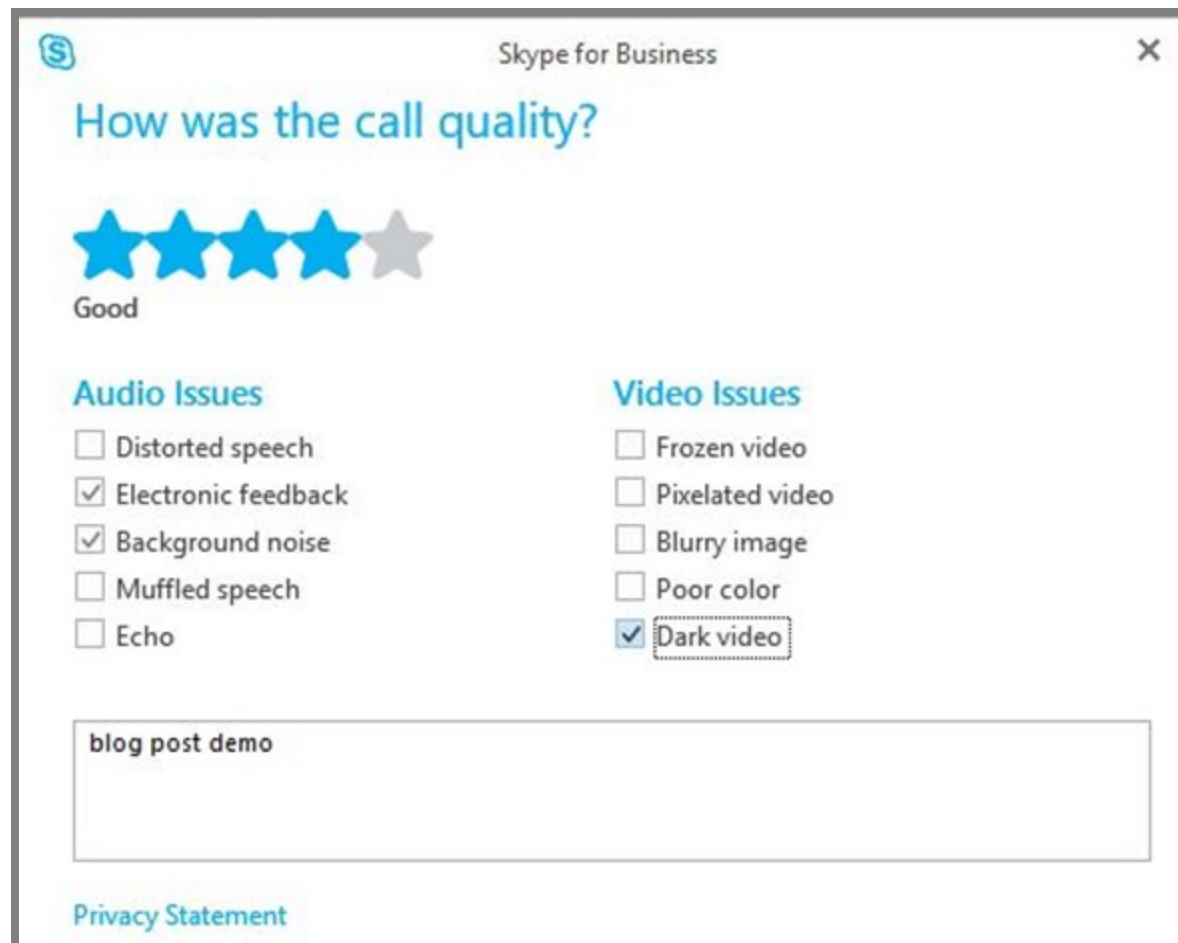 Skype for Business
How was the call quality?
Good
Audio Issues
Distorted speech
Electronic feedback
Background noise
Muffled speech
Echo
Video Issues
Frozen video
Pixelated video
Blurry image
Poor color
Dark video
blog post demo
Privacy Statement